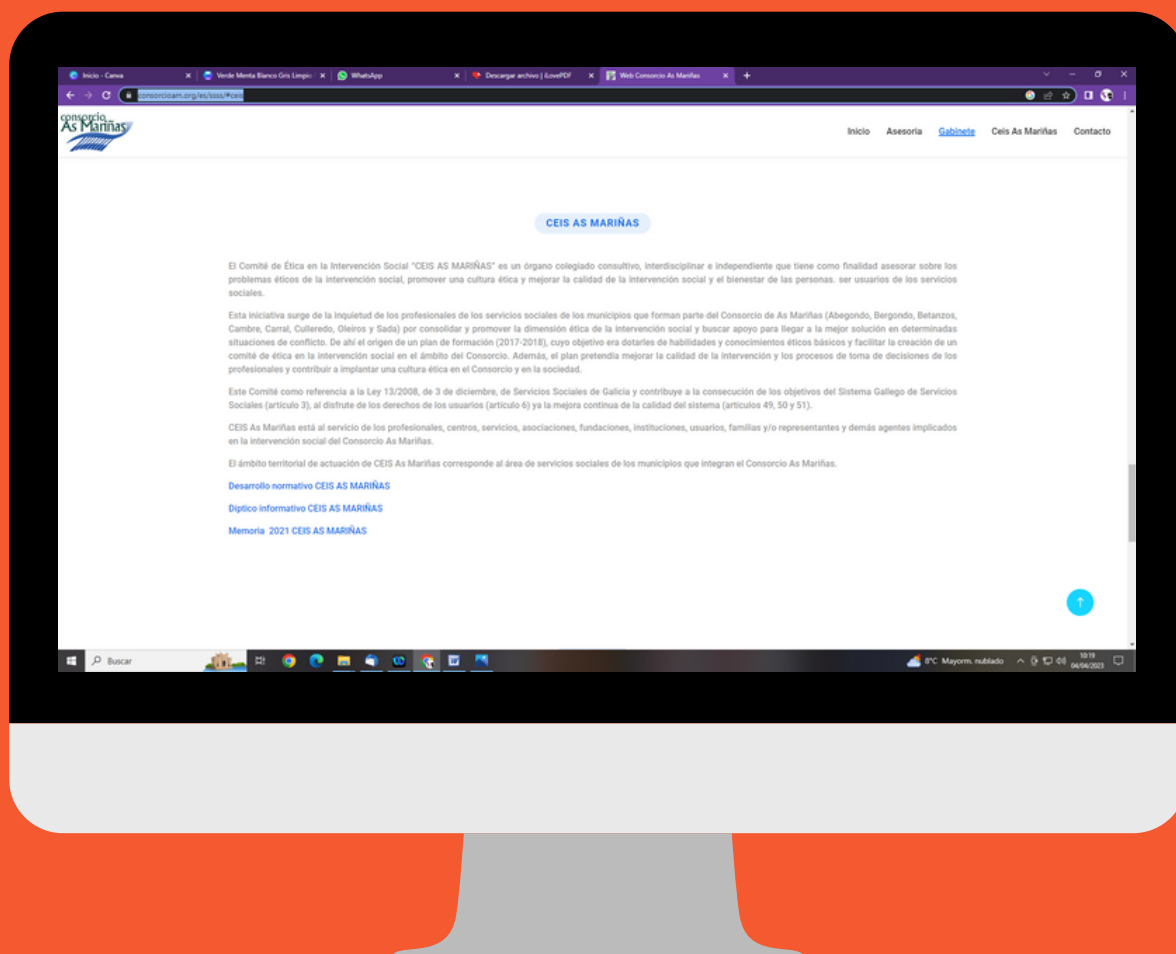 Inicio - Canva
Verde Menta Blanco Gris Limpio
WhatsApp
Descargar archivo | iLovePDF
Web Consorcio As Mariñas
consorcioam.org/es/ssss/#ceis
consorcio
As Mariñas
Inicio Asesoria Gabinete Ceis As Mariñas Contacto
CEIS AS MARIÑAS
El Comité de Ética en la Intervención Social "CEIS AS MARIÑAS" es un órgano colegiado consultivo, interdisciplinar e independiente que tiene como finalidad asesorar sobre los
problemas éticos de la intervención social, promover una cultura ética y mejorar la calidad de la intervención social y el bienestar de las personas. ser usuarios de los servicios
sociales.
Esta iniciativa surge de la inquietud de los profesionales de los servicios sociales de los municipios que forman parte del Consorcio de As Mariñas (Abegondo, Bergondo, Betanzos,
Cambre, Carral, Culleredo, Oleiros y Sada) por consolidar y promover la dimensión ética de la intervención social y buscar apoyo para llegar a la mejor solución en determinadas
situaciones de conflicto. De ahí el origen de un plan de formación (2017-2018), cuyo objetivo era dotarles de habilidades y conocimientos éticos básicos y facilitar la creación de un
comité de ética en la intervención social en el ámbito del Consorcio. Además, el plan pretendía mejorar la calidad de la intervención y los procesos de toma de decisiones de los
profesionales y contribuir a implantar una cultura ética en el Consorcio y en la sociedad.
Este Comité como referencia a la Ley 13/2008, de 3 de diciembre, de Servicios Sociales de Galicia y contribuye a la consecución de los objetivos del Sistema Gallego de Servicios
Sociales (artículo 3), al disfrute de los derechos de los usuarios (artículo 6) ya la mejora continua de la calidad del sistema (artículos 49, 50 y 51).
CEIS As Mariñas está al servicio de los profesionales, centros, servicios, asociaciones, fundaciones, instituciones, usuarios, familias y/o representantes y demás agentes implicados
en la intervención social del Consorcio As Mariñas.
El ámbito territorial de actuación de CEIS As Mariñas corresponde al área de servicios sociales de los municipios que integran el Consorcio As Mariñas.
Desarrollo normativo CEIS AS MARIÑAS
Díptico informativo CEIS AS MARIÑAS
Memoria 2021 CEIS AS MARIÑAS
Buscar
8°C Mayorm. nublado
10:19
04/04/2023